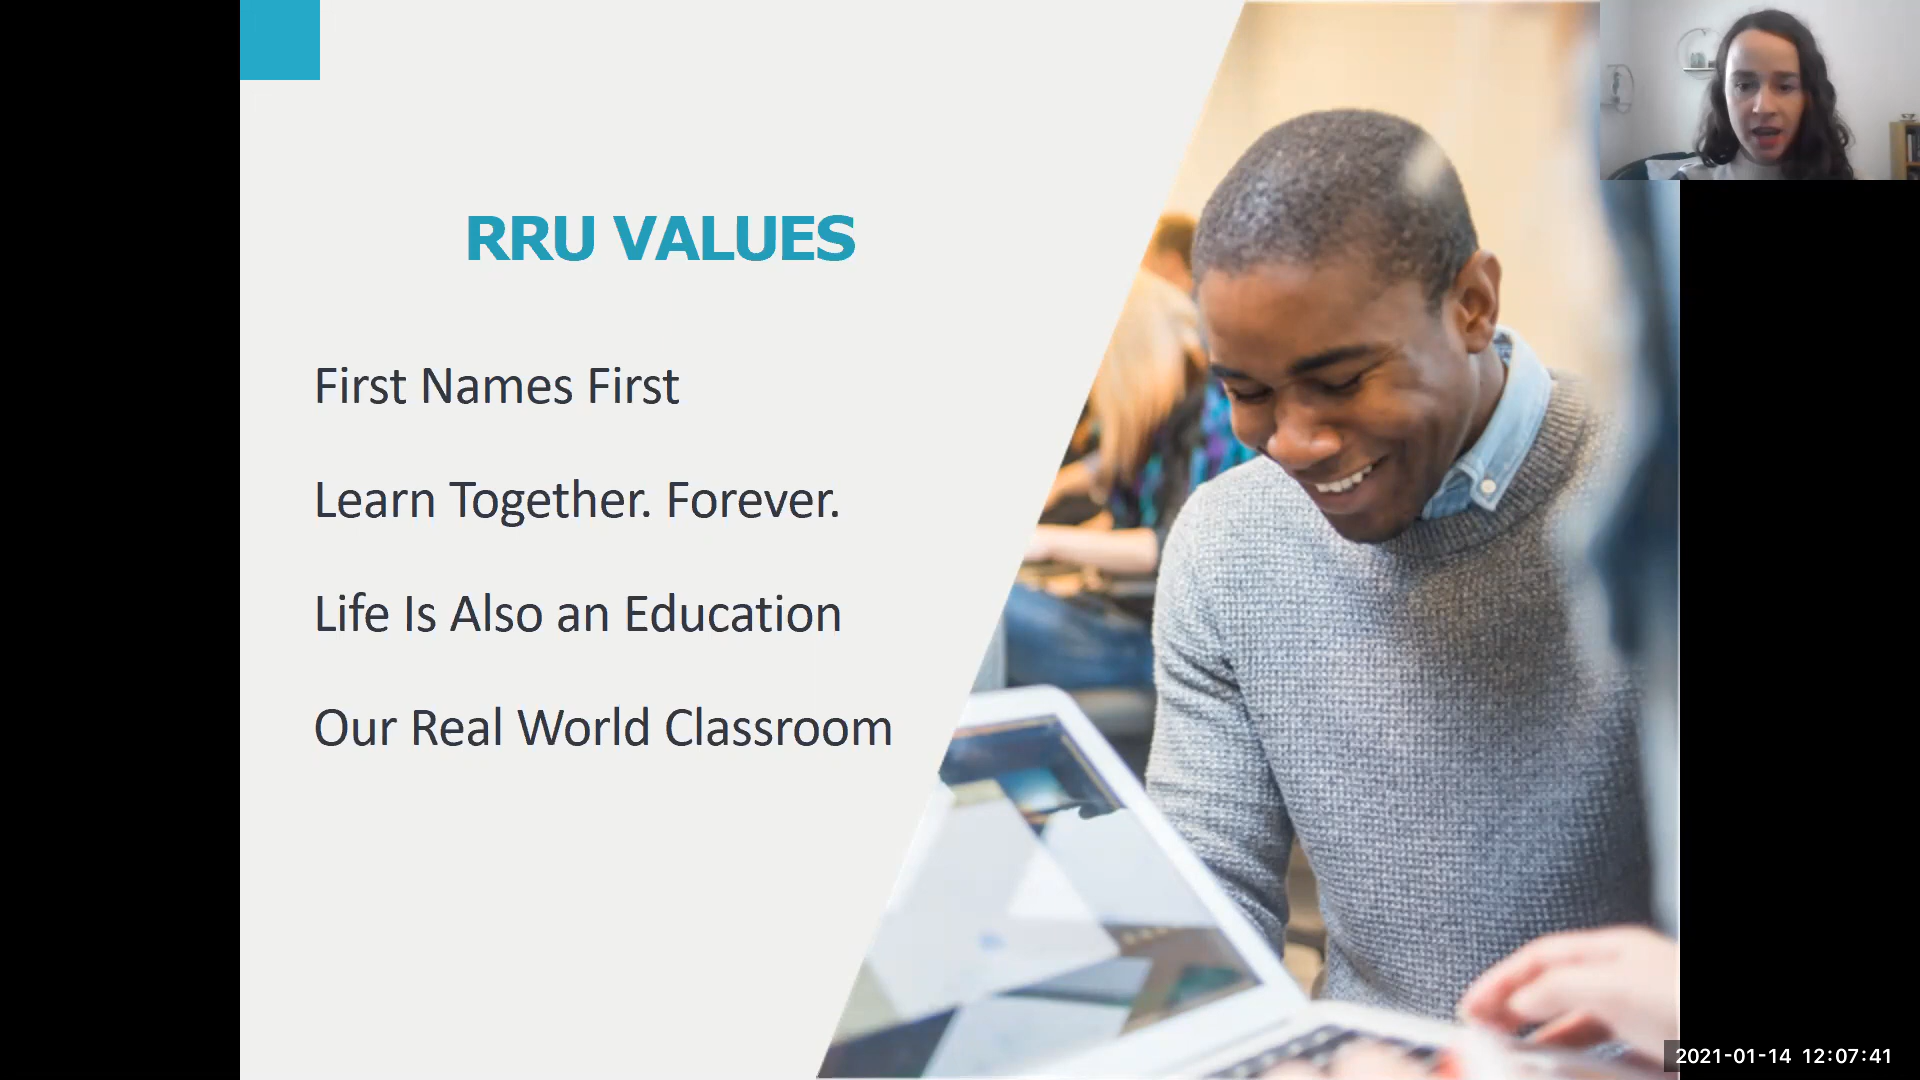 RRU VALUES
First Names First
Learn Together. Forever.
Life Is Also an Education
Our Real World Classroom
2021-01-14 12:07:41